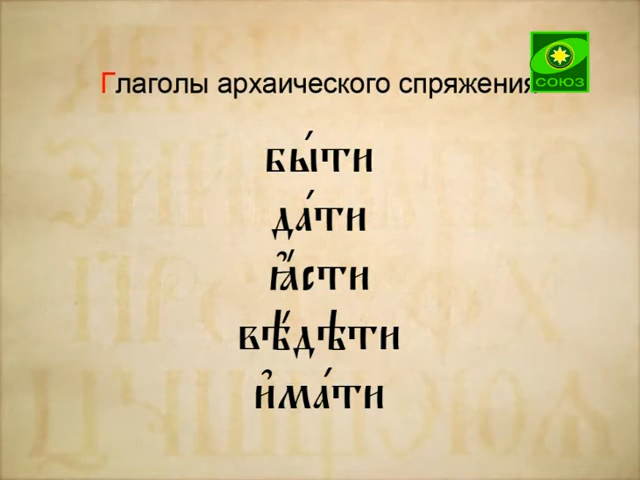 Глаголы архаического спряжения
СОЮЗ
бы́ти
да́ти
ꙗ҆́сти
вѣ́дѣти
и҆ма́ти